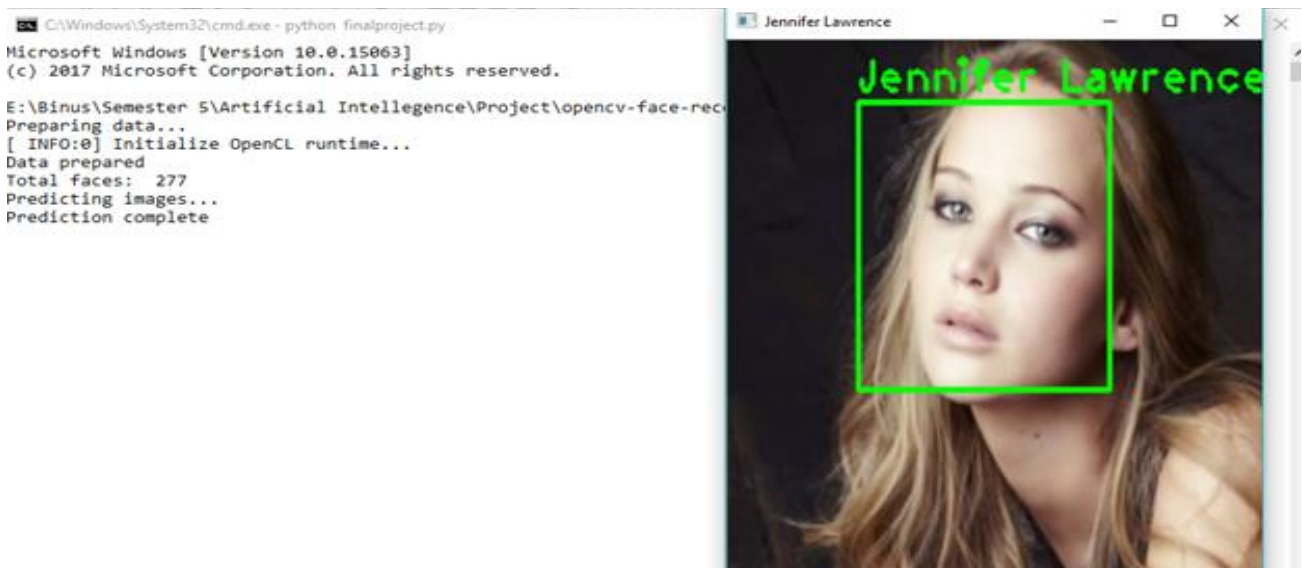 C:\Windows\System32\cmd.exe - python finalproject.py
Microsoft Windows [Version 10.0.15063]
(c) 2017 Microsoft Corporation. All rights reserved.
E:\Binus\Semester 5\Artificial Intellegence\Project\opencv-face-rec
Preparing data...
[ INFO:0] Initialize OpenCL runtime...
Data prepared
Total faces:  277
Predicting images...
Prediction complete
Jennifer Lawrence
Jennifer Lawrence